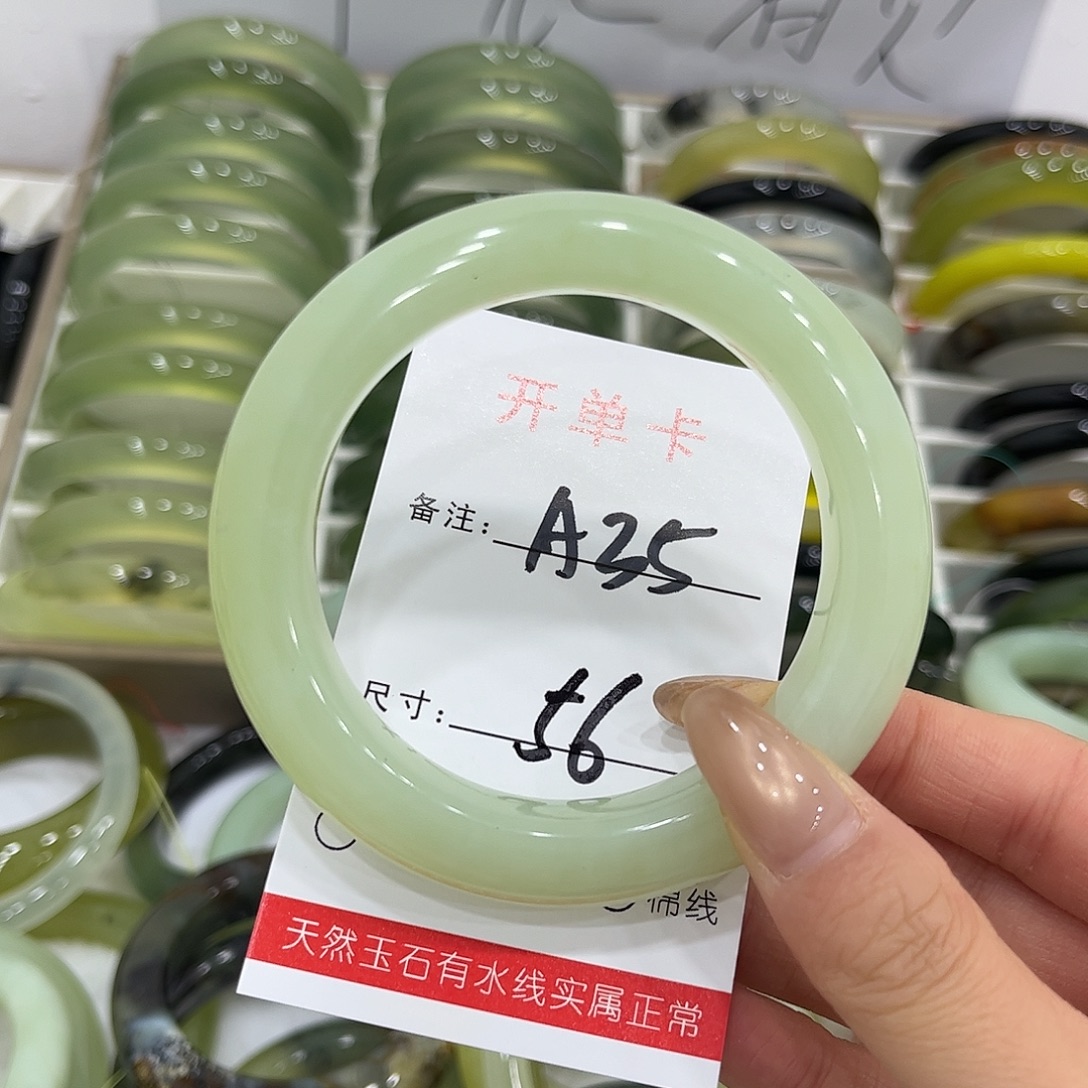 开单卡
备注: A35
尺寸: 56
棉线
天然玉石有水线实属正常